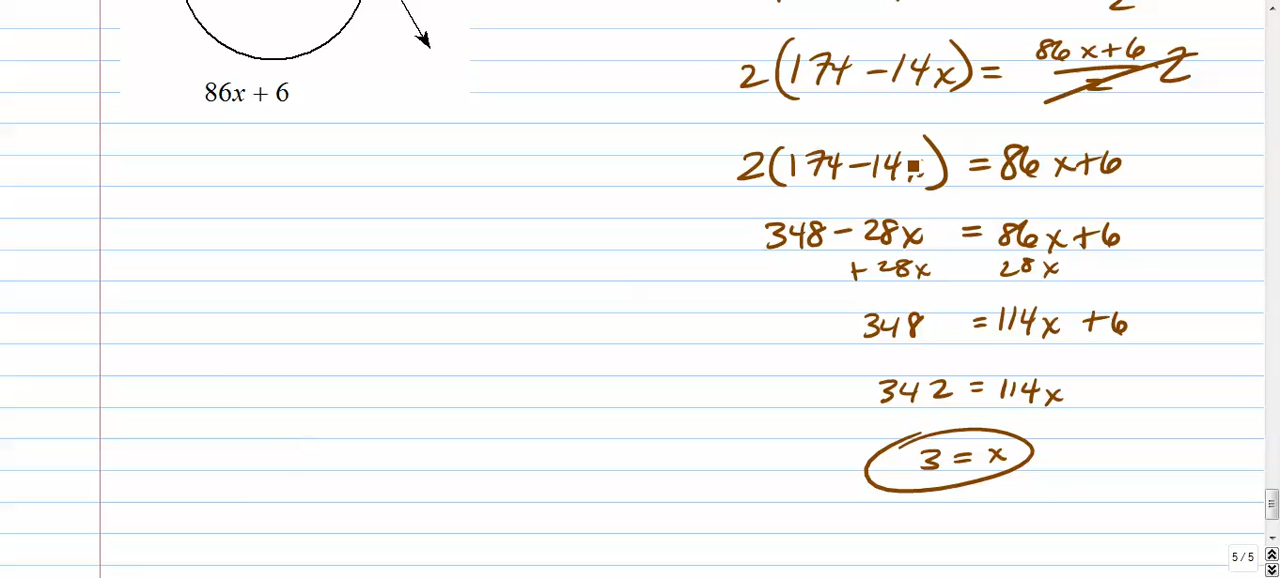 2(174 - 14x) = 86x+6 / 2 2
86x + 6
2(174 - 14 ) = 86x+6
348 - 28x = 86x+6
+ 28x 28x
348 = 114x +6
342 = 114x
3 = x
5 / 5